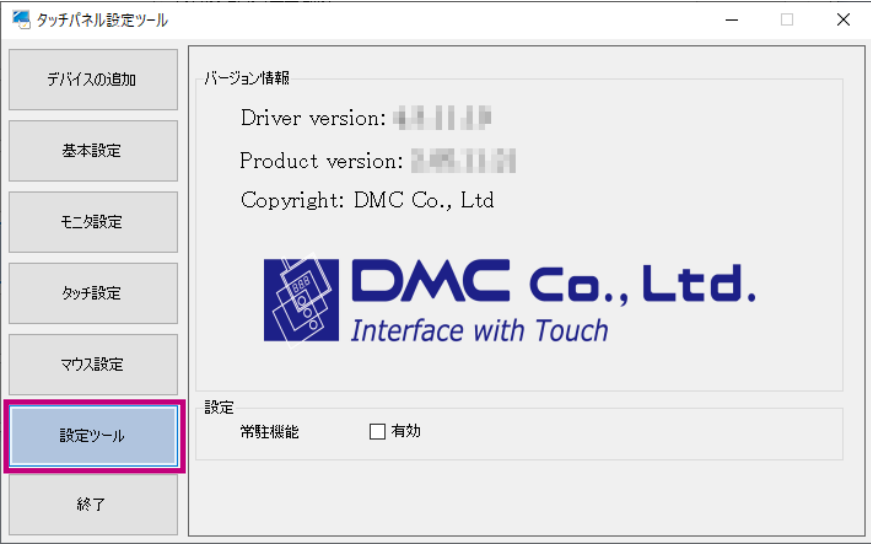 タッチパネル設定ツール
デバイスの追加
基本設定
モニタ設定
タッチ設定
マウス設定
設定ツール
終了
バージョン情報
Driver version:
Product version:
Copyright: DMC Co., Ltd
DMC Co., Ltd.
Interface with Touch
設定
常駐機能 有効